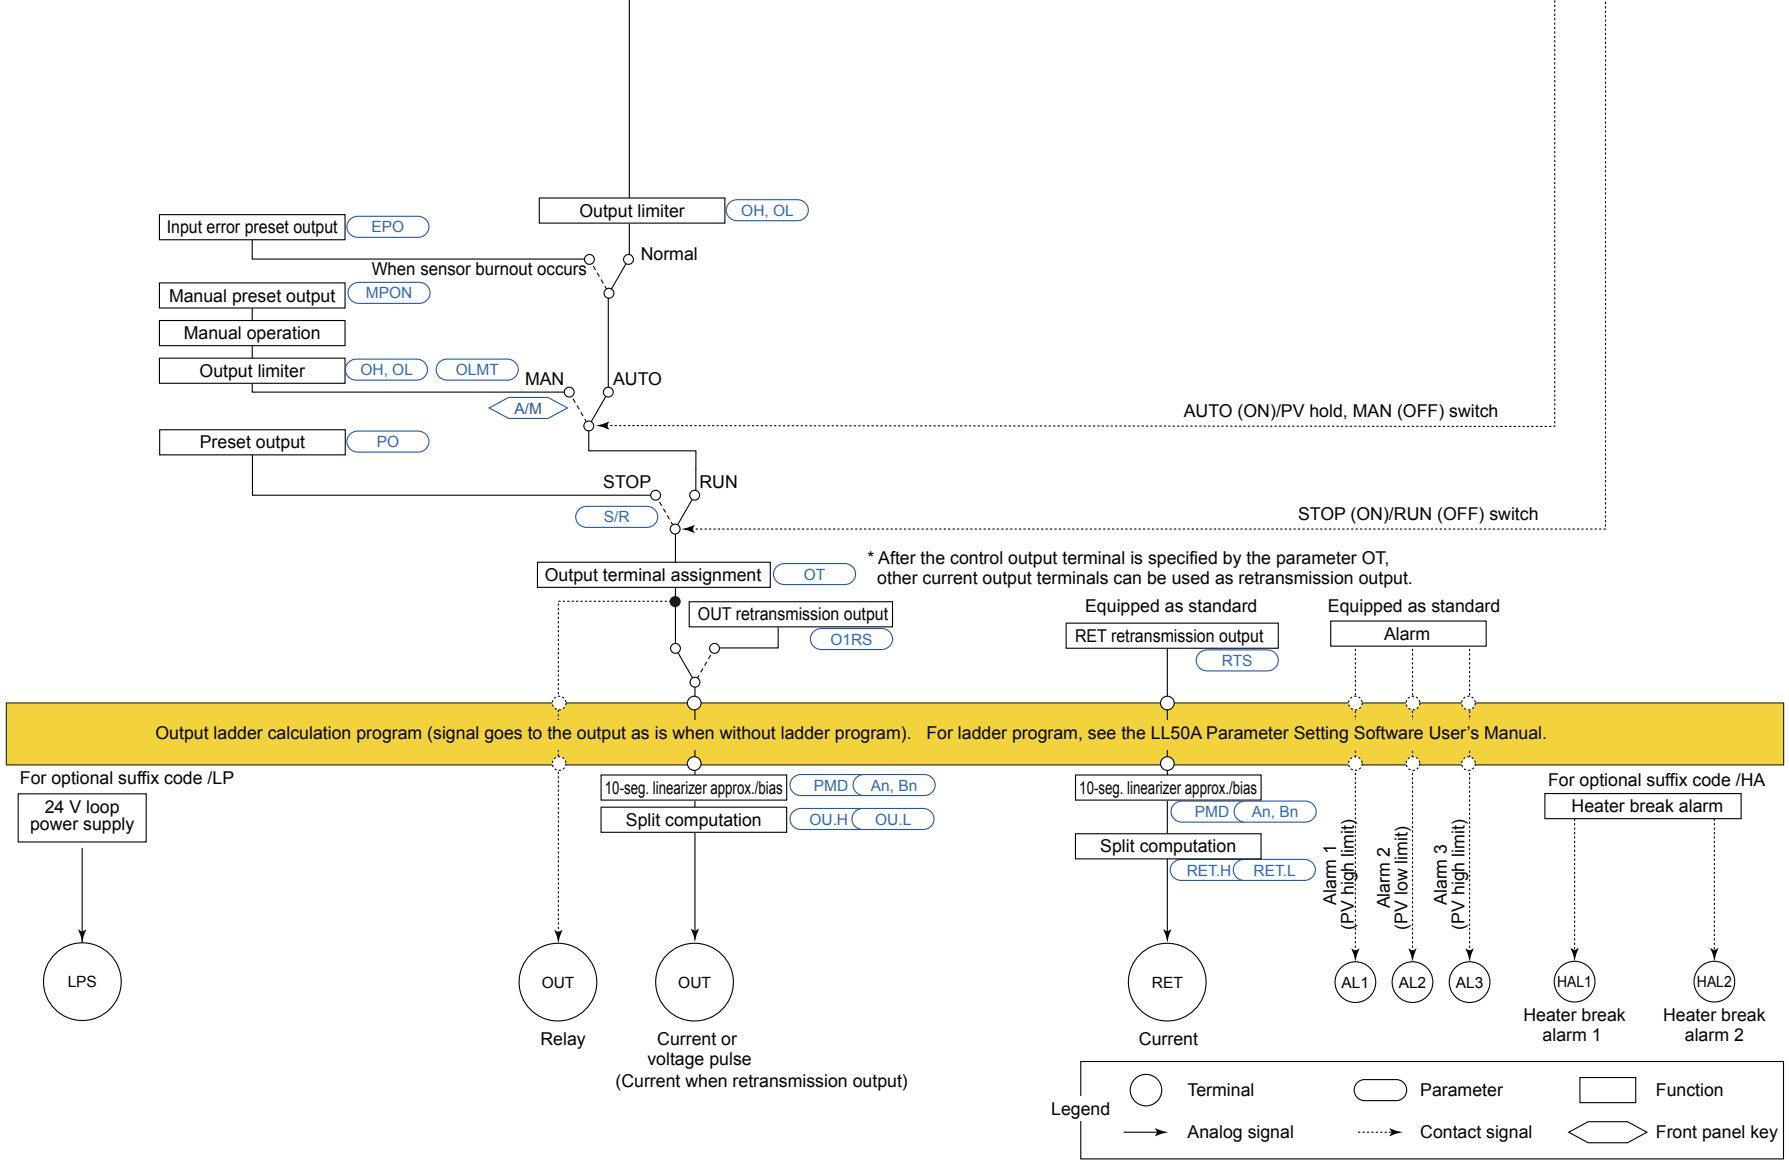 Output limiter
OH, OL
Input error preset output
EPO
Normal
When sensor burnout occurs
Manual preset output
MPON
Manual operation
Output limiter
OH, OL
OLMT
MAN
AUTO
A/M
AUTO (ON)/PV hold, MAN (OFF) switch
Preset output
PO
STOP
RUN
S/R
STOP (ON)/RUN (OFF) switch
* After the control output terminal is specified by the parameter OT,
other current output terminals can be used as retransmission output.
Output terminal assignment
OT
OUT retransmission output
O1RS
Equipped as standard
RET retransmission output
RTS
Equipped as standard
Alarm
Output ladder calculation program (signal goes to the output as is when without ladder program). For ladder program, see the LL50A Parameter Setting Software User's Manual.
For optional suffix code /LP
24 V loop
power supply
10-seg. linearizer approx./bias
PMD
An, Bn
Split computation
OU.H
OU.L
10-seg. linearizer approx./bias
PMD
An, Bn
Split computation
RET.H
RET.L
Alarm 1
(PV high limit)
Alarm 2
(PV low limit)
Alarm 3
(PV high limit)
For optional suffix code /HA
Heater break alarm
LPS
OUT
OUT
RET
AL1
AL2
AL3
HAL1
HAL2
Relay
Current or
voltage pulse
(Current when retransmission output)
Current
Heater break
alarm 1
Heater break
alarm 2
Legend
Terminal
Parameter
Function
Analog signal
Contact signal
Front panel key